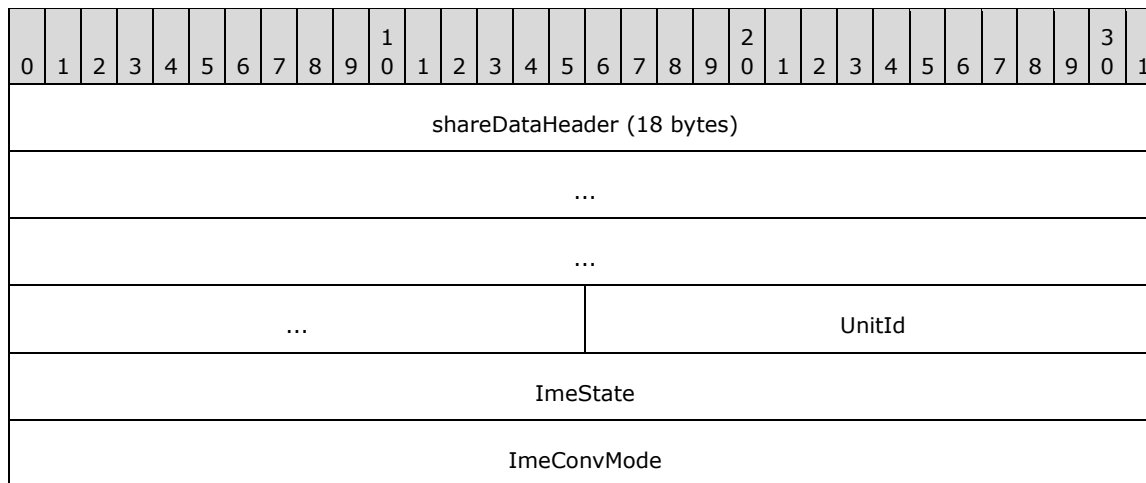 1 2 3
0 1 2 3 4 5 6 7 8 9 0 1 2 3 4 5 6 7 8 9 0 1 2 3 4 5 6 7 8 9 0 1
shareDataHeader (18 bytes)
...
...
... UnitId
ImeState
ImeConvMode